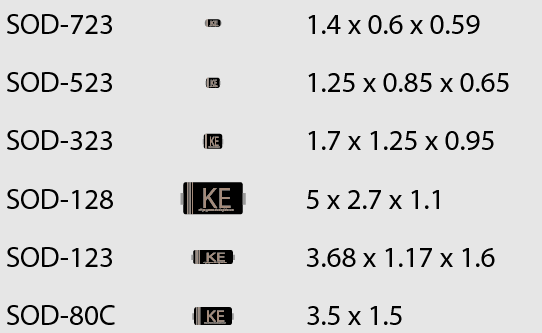 SOD-723 KE 1.4 x 0.6 x 0.59
SOD-523 KE 1.25 x 0.85 x 0.65
SOD-323 KE 1.7 x 1.25 x 0.95
SOD-128 KE 5 x 2.7 x 1.1
SOD-123 KE 3.68 x 1.17 x 1.6
SOD-80C KE 3.5 x 1.5